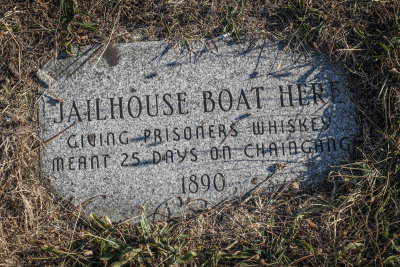 JAILHOUSE BOAT HERE
GIVING PRISONERS WHISKEY
MEANT 25 DAYS ON CHAINGANG
1890